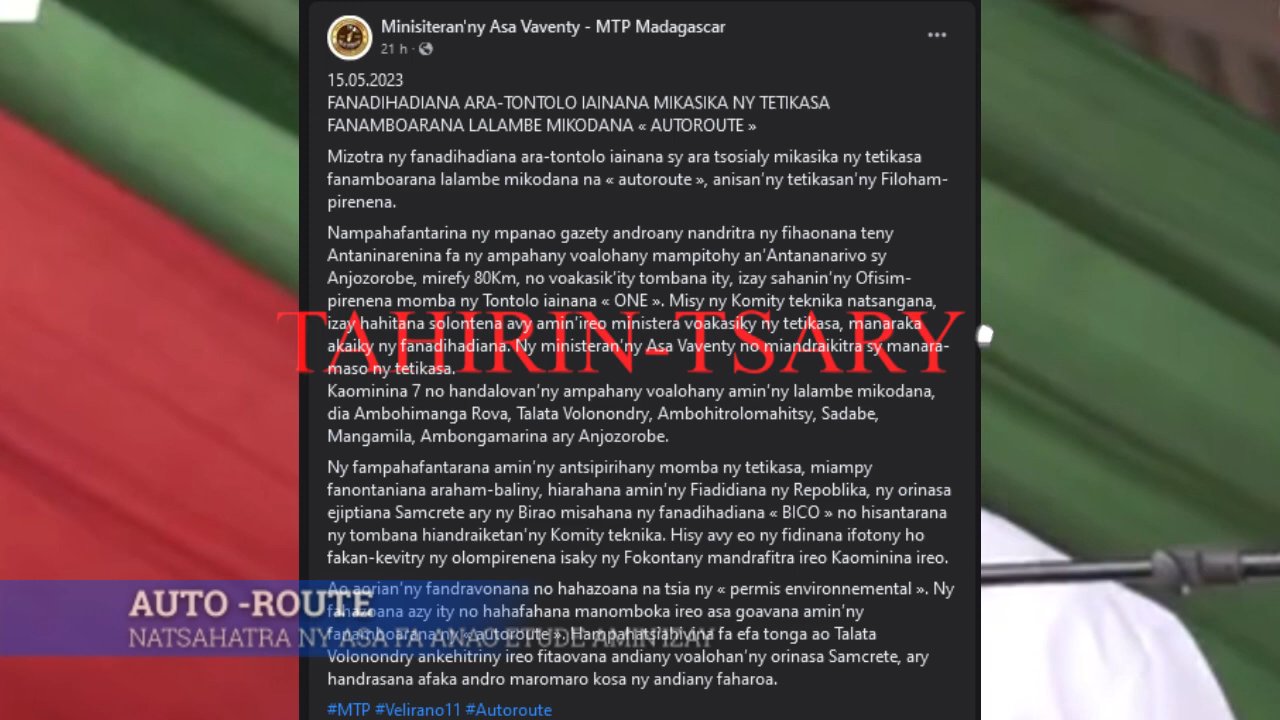 Minisiteran'ny Asa Vaventy - MTP Madagascar
21 h ·
15.05.2023
FANADIHADIANA ARA-TONTOLO IAINANA MIKASIKA NY TETIKASA
FANAMBOARANA LALAMBE MIKODANA « AUTOROUTE »
Mizotra ny fanadihadiana ara-tontolo iainana sy ara tsosialy mikasika ny tetikasa
fanamboarana lalambe mikodana na « autoroute », anisan'ny tetikasan'ny Filoham-
pirenena.
Nampahafantarina ny mpanao gazety androany nandritra ny fihaonana teny
Antaninarenina fa ny ampahany voalohany mampitohy an'Antananarivo sy
Anjozorobe, mirefy 80Km, no voakasik'ity tombana ity, izay sahanin'ny Ofisim-
pirenena momba ny Tontolo iainana « ONE ». Misy ny Komity teknika natsangana,
izay hahitana solontena avy amin'ireo ministera voakasiky ny tetikasa, manaraka
akaiky ny fanadihadiana. Ny ministeran'ny Asa Vaventy no miandraikitra sy manara-
maso ny tetikasa.
TAHIRIN-TSARY
Kaominina 7 no handalovan'ny ampahany voalohany amin'ny lalambe mikodana,
dia Ambohimanga Rova, Talata Volonondry, Ambohitrolomahitsy, Sadabe,
Mangamila, Ambongamarina ary Anjozorobe.
Ny fampahafantarana amin'ny antsipirihany momba ny tetikasa, miampy
fanontaniana araham-baliny, hiarahana amin'ny Fiadidiana ny Repoblika, ny orinasa
ejiptiana Samcrete ary ny Birao misahana ny fanadihadiana « BICO » no hisantarana
ny tombana hiandraiketan'ny Komity teknika. Hisy avy eo ny fidinana ifotony ho
fakan-kevitry ny olompirenena isaky ny Fokontany mandrafitra ireo Kaominina ireo.
Ao aorian'ny fandravonana no hahazoana na tsia ny « permis environnemental ». Ny
fahazoana azy ity no hahafahana manomboka ireo asa goavana amin'ny
fanamboarana ny « autoroute ». Hampahatsiahivina fa efa tonga ao Talata
Volonondry ankehitriny ireo fitaovana andiany voalohan'ny orinasa Samcrete, ary
handrasana afaka andro maromaro kosa ny andiany faharoa.
#MTP #Velirano11 #Autoroute
AUTO -ROUTE
NATSAHATRA NY ASA FA ANAO ETUDE AMIN'IZAY